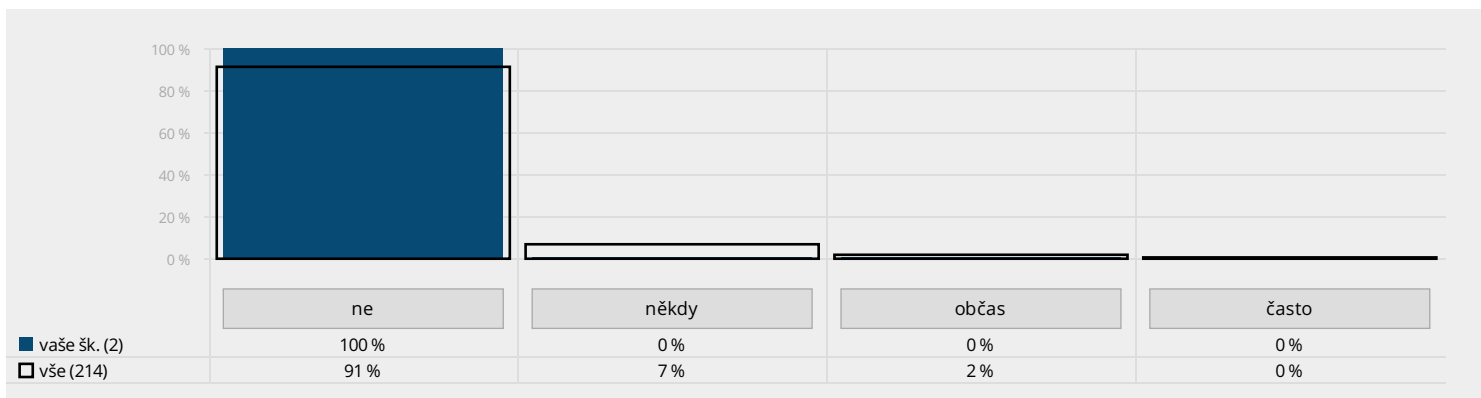 100 %
80 %
60 %
40 %
20 %
0 %
ne někdy občas často
vaše šk. (2) 100 % 0 % 0 % 0 %
vše (214) 91 % 7 % 2 % 0 %